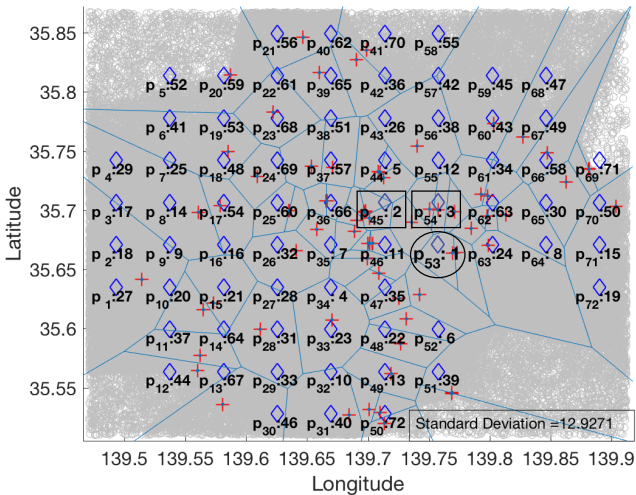 35.85
p21:56 p40:62 p41:70 p58:55
p5:52 p20:59 p22:61 p39:65 p42:36 p57:42 p59:45 p68:47
35.8
p6:41 p19:53 p23:68 p38:51 p43:26 p56:38 p60:43 p67:49
35.75
p4:29 p7:25 p18:48 p24:69 p37:57 p44:5 p55:12 p61:34 p66:58 p69:71
35.7
p3:17 p8:14 p17:54 p25:60 p36:66 p45:2 p54:3 p62:63 p65:30 p70:50
p2:18 p9:9 p16:16 p26:32 p35:7 p46:11 p53:1 p63:24 p64:8 p71:15
35.65
p1:27 p10:20 p15:21 p27:28 p34:4 p47:35 p72:19
35.6
p11:37 p14:64 p28:31 p33:23 p48:22 p52:6
35.55
p12:44 p13:67 p29:33 p32:10 p49:13 p51:39
p30:46 p31:40 p50:72
Standard Deviation =12.9271
139.5 139.55 139.6 139.65 139.7 139.75 139.8 139.85 139.9
Longitude
Latitude